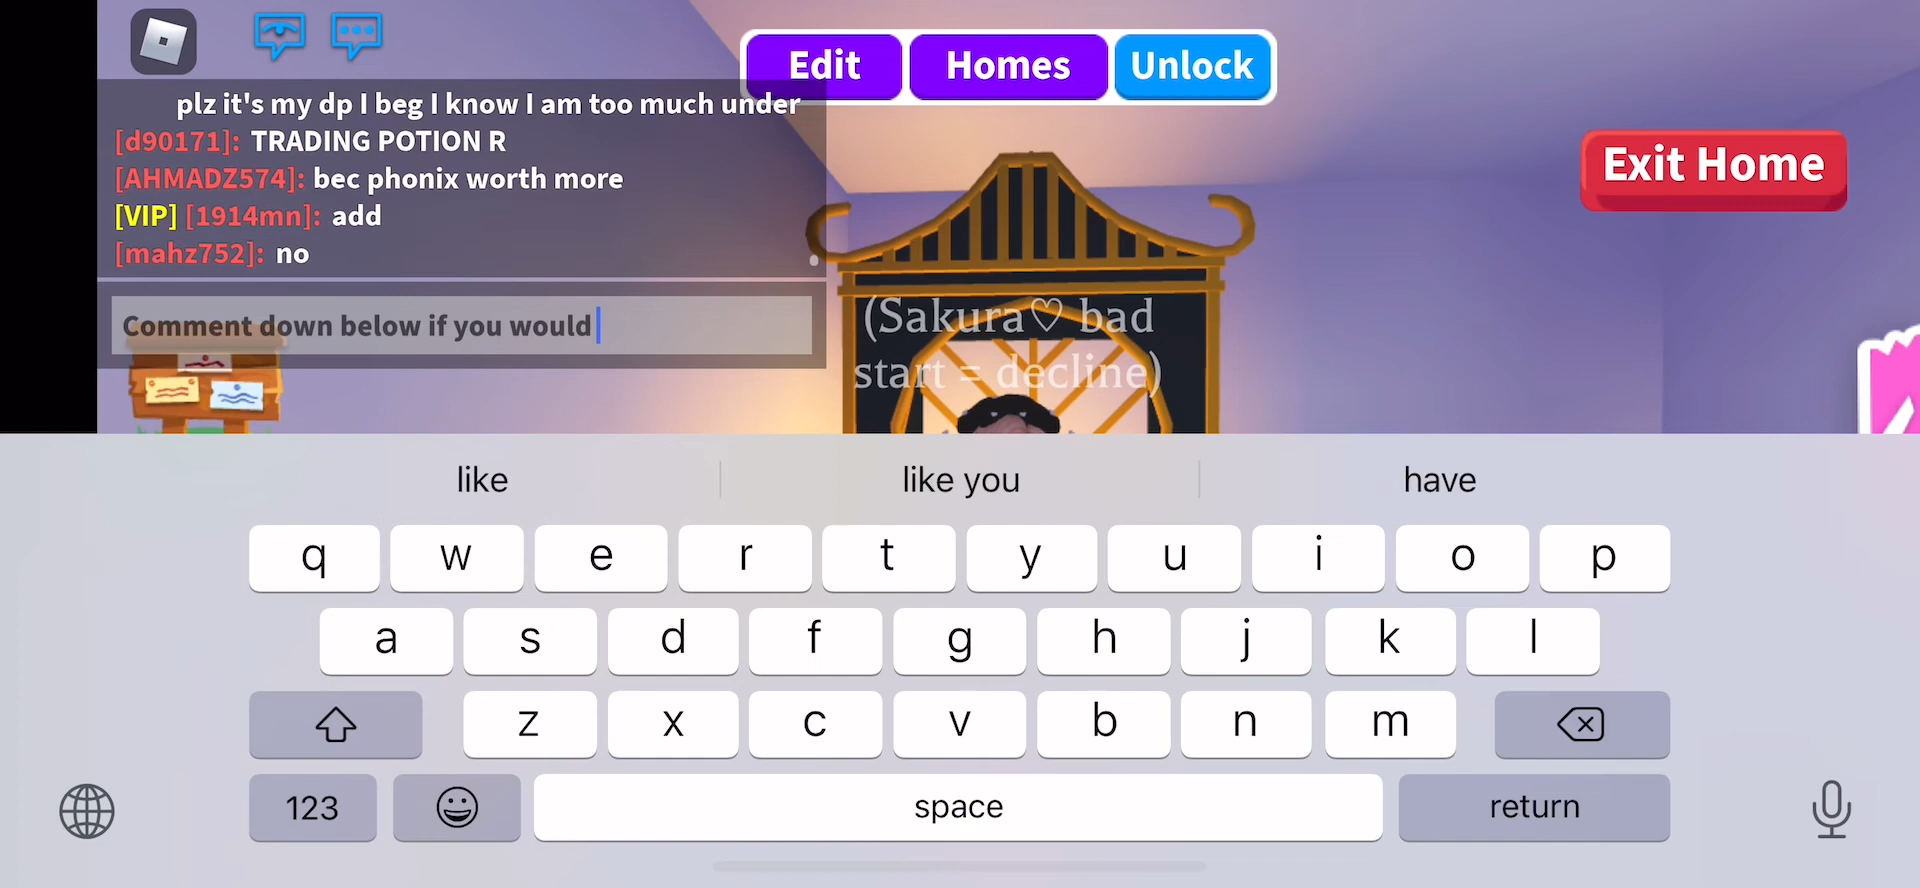 Edit Homes Unlock
plz it's my dp I beg I know I am too much under
[d90171]: TRADING POTION R
[AHMADZ574]: bec phonix worth more
[VIP] [1914mn]: add
[mahz752]: no
Exit Home
Comment down below if you would
(Sakura♡ bad
start = decline)
like like you have
q w e r t y u i o p
a s d f g h j k l
z x c v b n m
123 space return